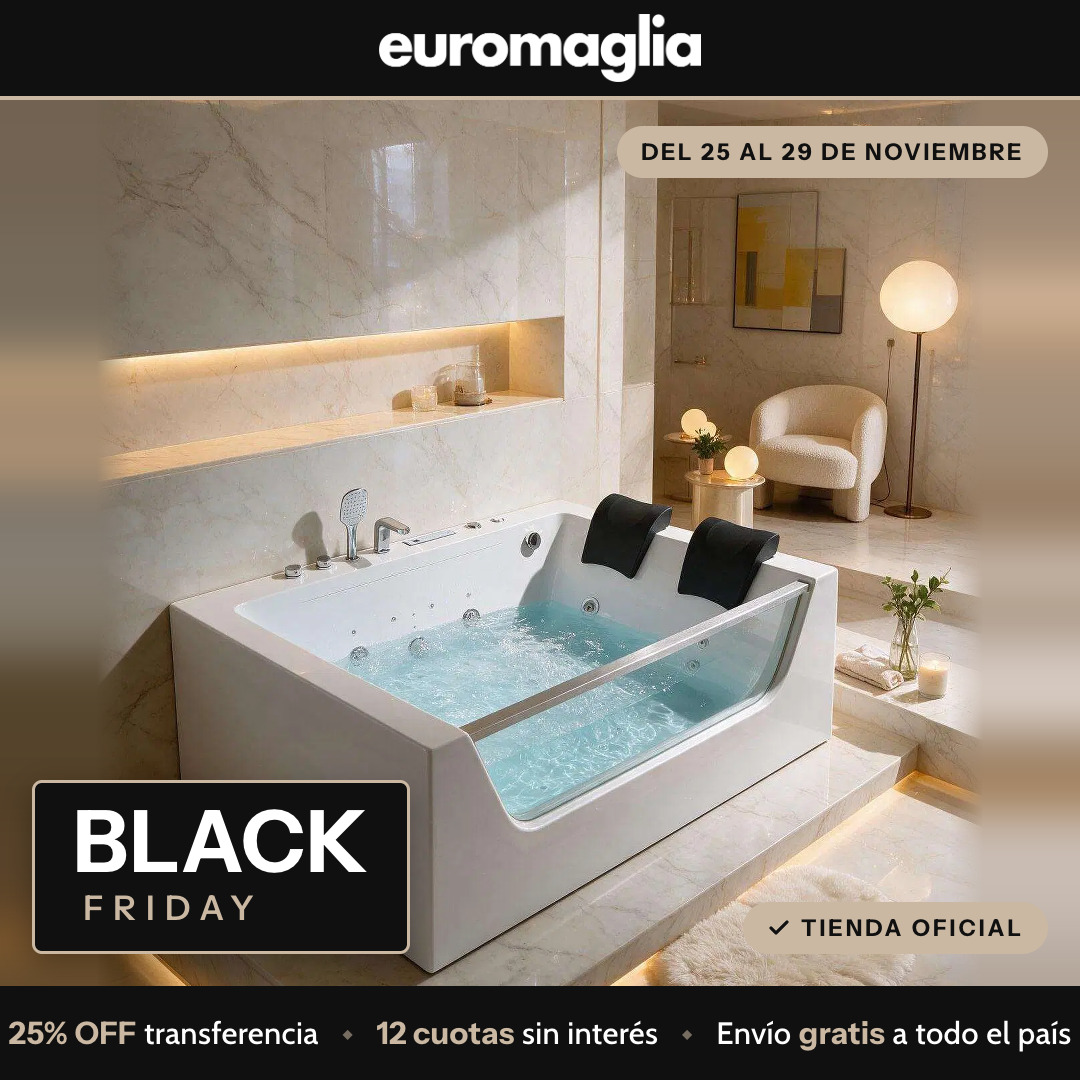 euromaglia
DEL 25 AL 29 DE NOVIEMBRE
BLACK
FRIDAY
TIENDA OFICIAL
25% OFF transferencia ◆ 12 cuotas sin interés ◆ Envío gratis a todo el país